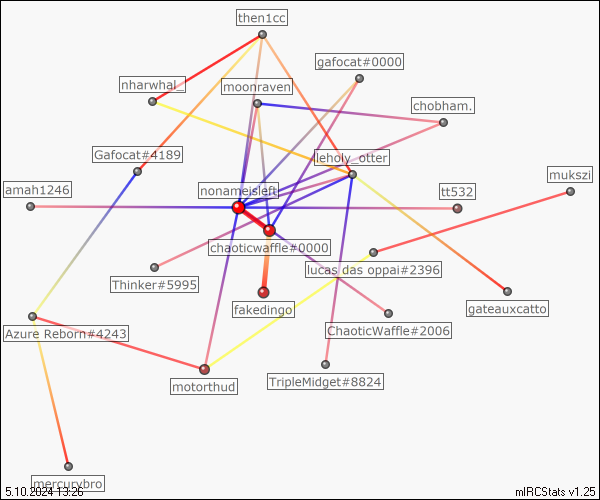 then1cc
gafocat#0000
nharwhal_
moonraven
chobham.
Gafocat#4189
leholy_otter
mukszi
amah1246
nonameisleft
tt532
chaoticwaffle#0000
lucas das oppai#2396
Thinker#5995
fakedingo
gateauxcatto
Azure Reborn#4243
ChaoticWaffle#2006
motorthud
TripleMidget#8824
mercurybro
5.10.2024 13:26
mIRCStats v1.25